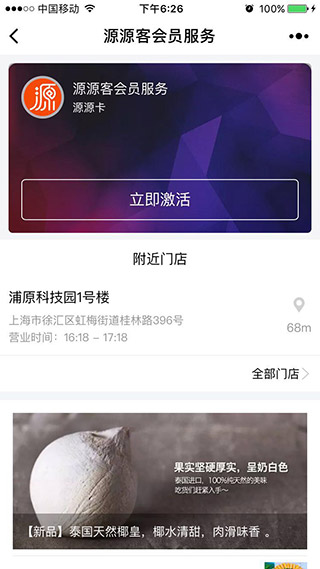 中国移动 下午6:26
源源客会员服务
源
源源客会员服务
源源卡
立即激活
附近门店
浦原科技园1号楼
上海市徐汇区虹梅街道桂林路396号
68m
营业时间：16:18 - 17:18
全部门店
果实坚硬厚实，呈奶白色
泰国进口，100%纯天然的美味
吃货们赶紧入手～
【新品】泰国天然椰皇，椰水清甜，肉滑味香 。